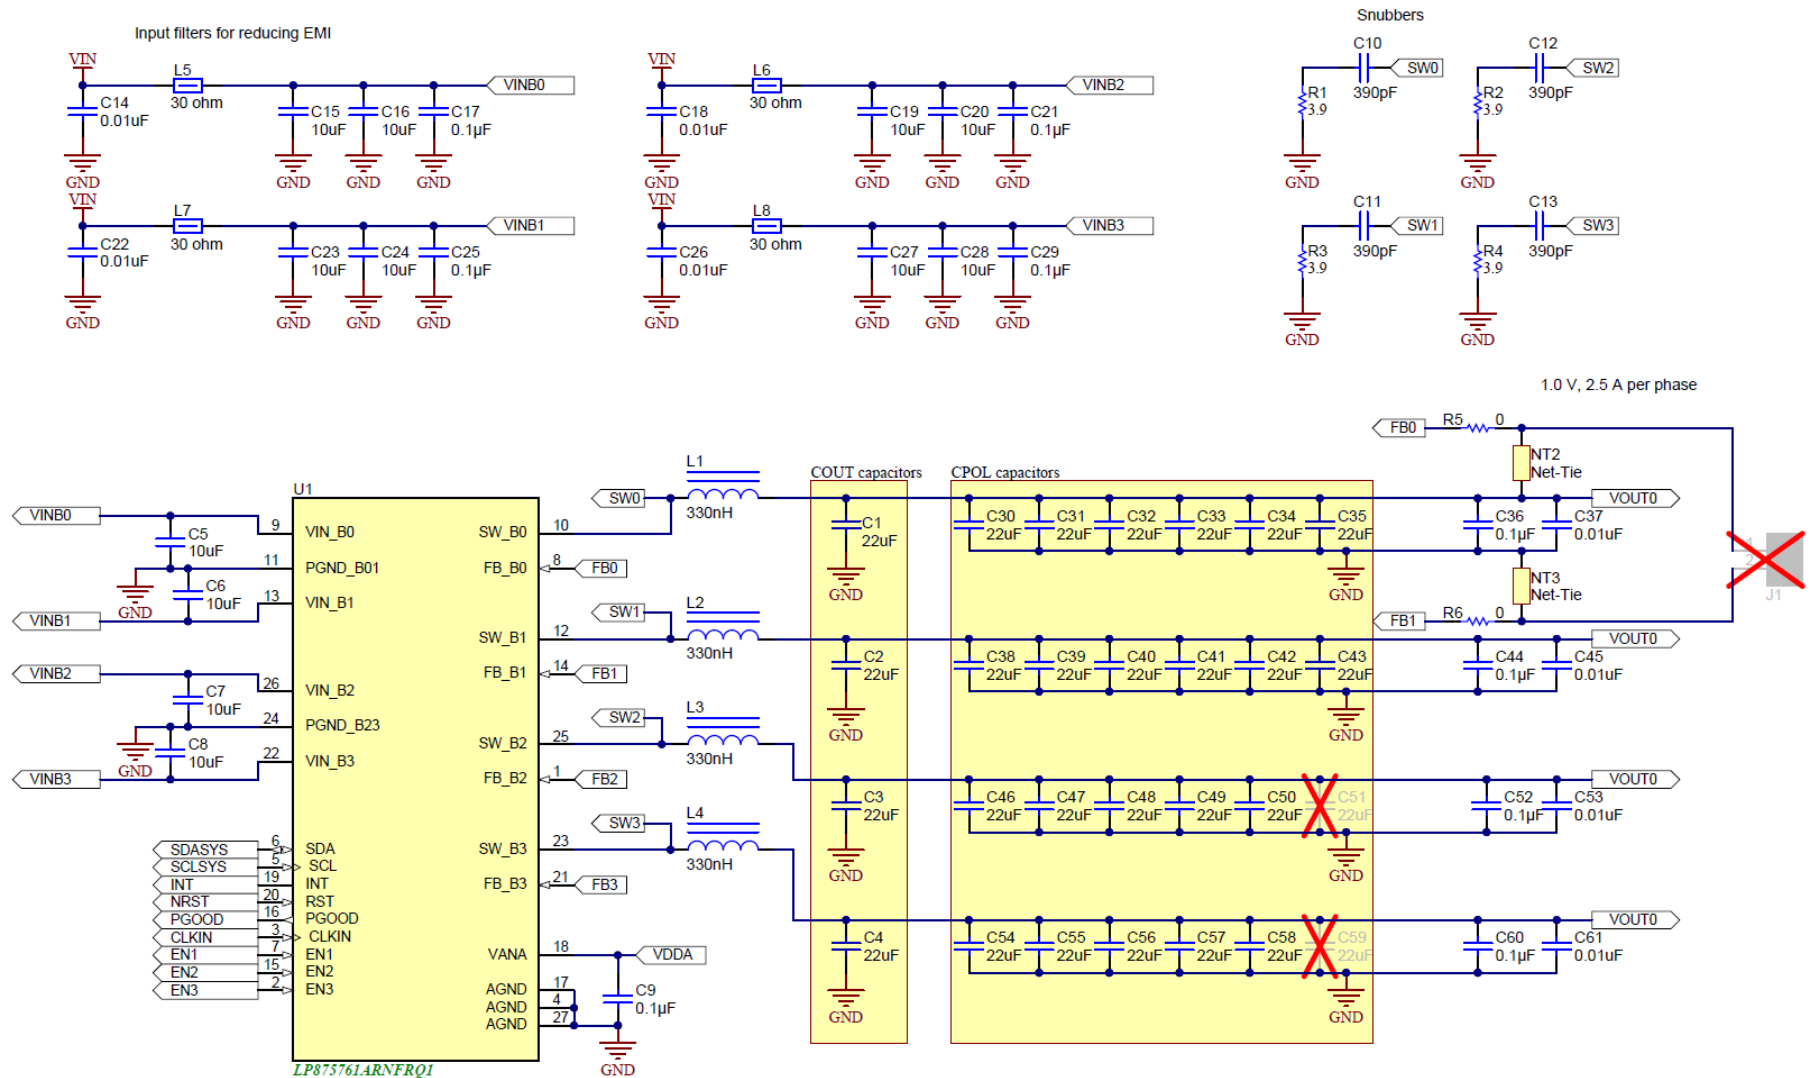 Input filters for reducing EMI
Snubbers
VIN
L5
30 ohm
C14
0.01uF
C15
10uF
C16
10uF
C17
0.1µF
VINB0
GND
GND
GND
GND
VIN
L6
30 ohm
C18
0.01uF
C19
10uF
C20
10uF
C21
0.1µF
VINB2
GND
GND
GND
GND
C10
390pF
SW0
R1
3.9
GND
C12
390pF
SW2
R2
3.9
GND
VIN
L7
30 ohm
C22
0.01uF
C23
10uF
C24
10uF
C25
0.1µF
VINB1
GND
GND
GND
GND
VIN
L8
30 ohm
C26
0.01uF
C27
10uF
C28
10uF
C29
0.1µF
VINB3
GND
GND
GND
GND
C11
390pF
SW1
R3
3.9
GND
C13
390pF
SW3
R4
3.9
GND
1.0 V, 2.5 A per phase
VINB0
C5
10uF
GND
C6
10uF
VINB1
VINB2
C7
10uF
GND
C8
10uF
VINB3
SDASYS
SCLSYS
INT
NRST
PGOOD
CLKIN
EN1
EN2
EN3
U1
9 VIN_B0
11 PGND_B01
13 VIN_B1
26 VIN_B2
24 PGND_B23
22 VIN_B3
6 SDA
5 SCL
19 INT
20 RST
16 PGOOD
3 CLKIN
7 EN1
15 EN2
2 EN3
SW_B0 10
FB_B0 8 FB0
SW_B1 12
FB_B1 14 FB1
SW_B2 25
FB_B2 1 FB2
SW_B3 23
FB_B3 21 FB3
VANA 18 VDDA
AGND 17
AGND 4
AGND 27
C9
0.1µF
GND
LP875761ARNFRQ1
SW0
L1
330nH
SW1
L2
330nH
SW2
L3
330nH
SW3
L4
330nH
COUT capacitors
C1
22uF
GND
C2
22uF
GND
C3
22uF
GND
C4
22uF
GND
CPOL capacitors
C30 C31 C32 C33 C34 C35
22uF 22uF 22uF 22uF 22uF 22uF
GND
C38 C39 C40 C41 C42 C43
22uF 22uF 22uF 22uF 22uF 22uF
GND
C46 C47 C48 C49 C50 C51
22uF 22uF 22uF 22uF 22uF 22uF
GND
C54 C55 C56 C57 C58 C59
22uF 22uF 22uF 22uF 22uF 22uF
GND
FB0 R5 0
NT2
Net-Tie
VOUT0
C36
0.1µF
C37
0.01uF
NT3
Net-Tie
FB1 R6 0
1
2
J1
VOUT0
C44
0.1µF
C45
0.01uF
VOUT0
C52
0.1µF
C53
0.01uF
VOUT0
C60
0.1µF
C61
0.01uF